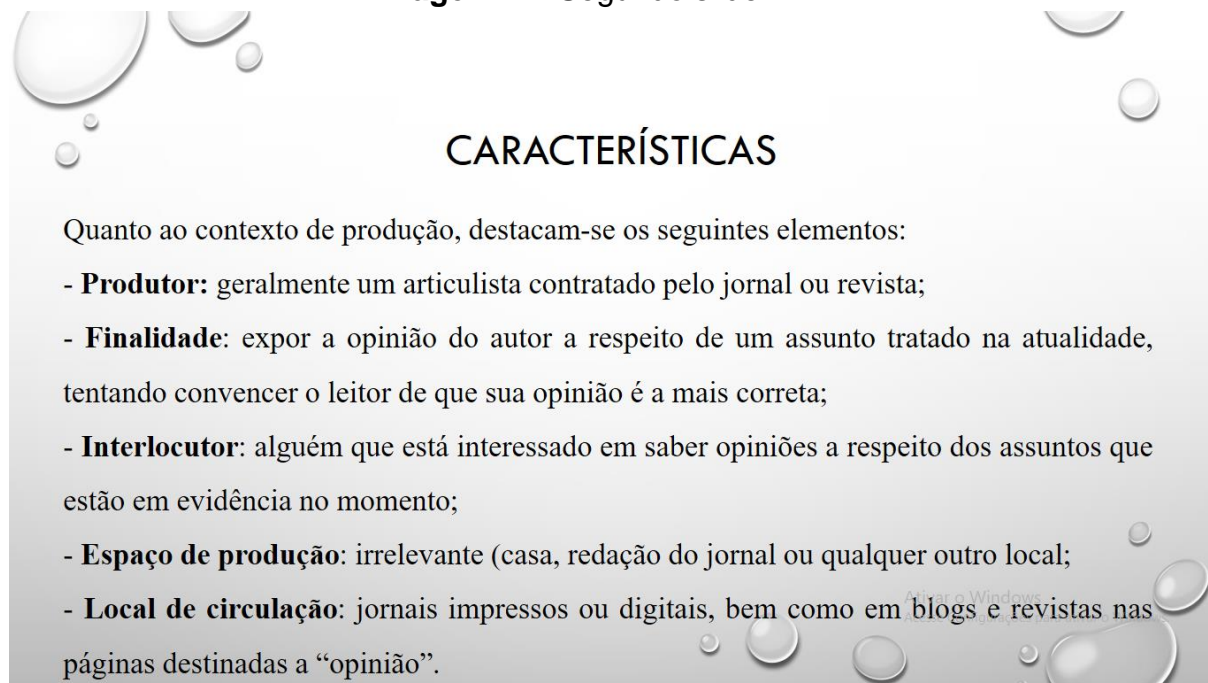 CARACTERÍSTICAS
Quanto ao contexto de produção, destacam-se os seguintes elementos:
- Produtor: geralmente um articulista contratado pelo jornal ou revista;
- Finalidade: expor a opinião do autor a respeito de um assunto tratado na atualidade,
tentando convencer o leitor de que sua opinião é a mais correta;
- Interlocutor: alguém que está interessado em saber opiniões a respeito dos assuntos que
estão em evidência no momento;
- Espaço de produção: irrelevante (casa, redação do jornal ou qualquer outro local;
Ativar o Windows
- Local de circulação: jornais impressos ou digitais, bem como em blogs e revistas nas
páginas destinadas a “opinião”.